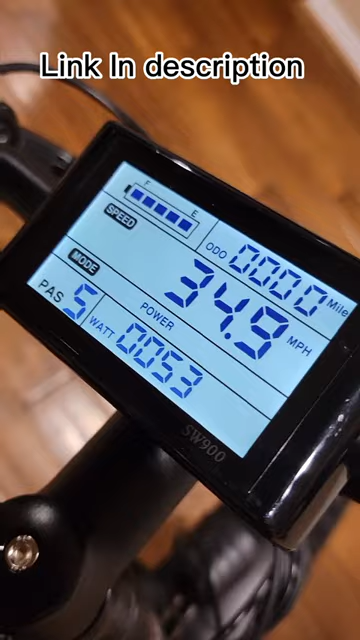 Link In description
F E
SPEED
ODO 0000 Mile
MODE
34.9 MPH
PAS 5
POWER
WATT 0053
SW900